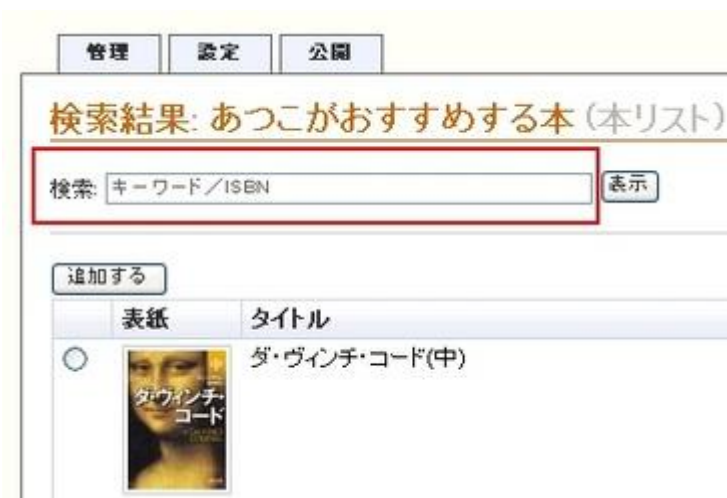 管理 設定 公開
検索結果: あつこがおすすめする本 (本リスト)
検索: キーワード／ISBN 表示
追加する
表紙 タイトル
ダ・ヴィンチ・コード(中)
中
ダ・ヴィンチ・
コード